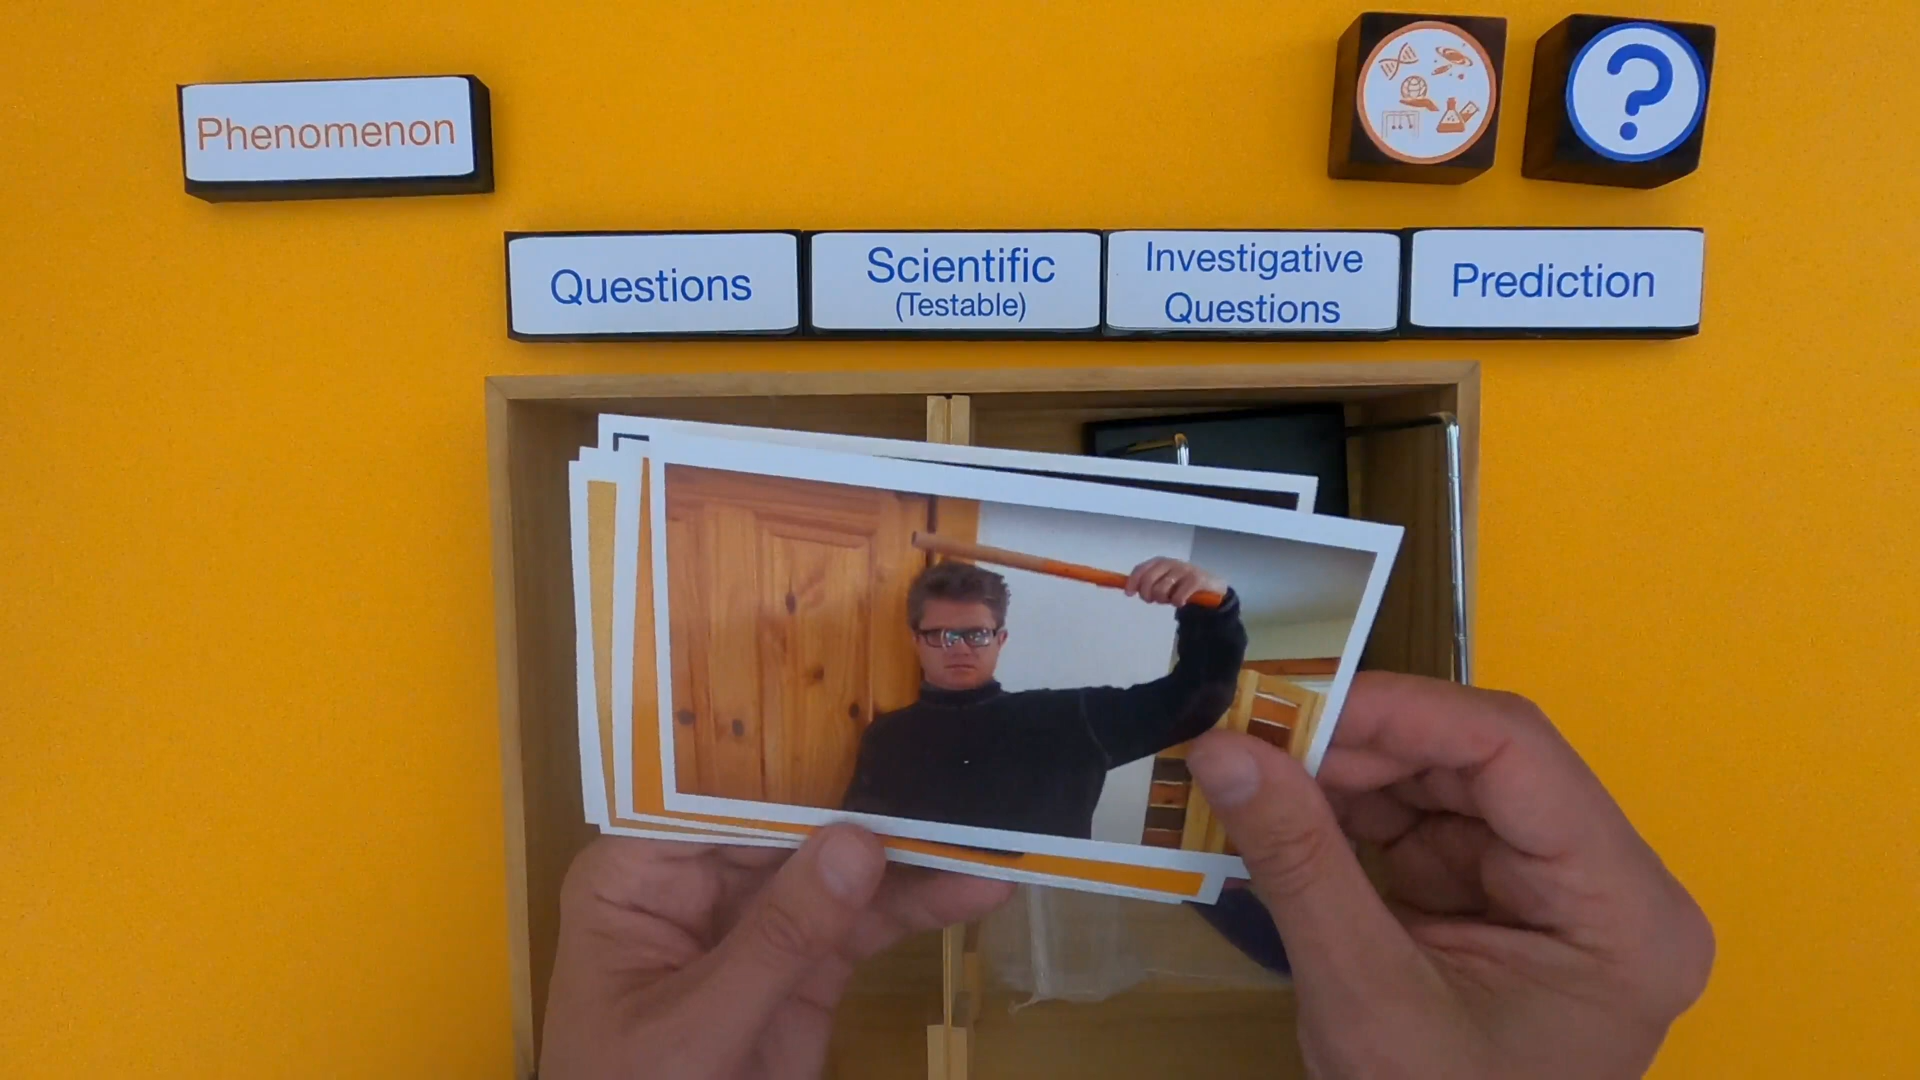 Phenomenon
?
Questions
Scientific
(Testable)
Investigative
Questions
Prediction